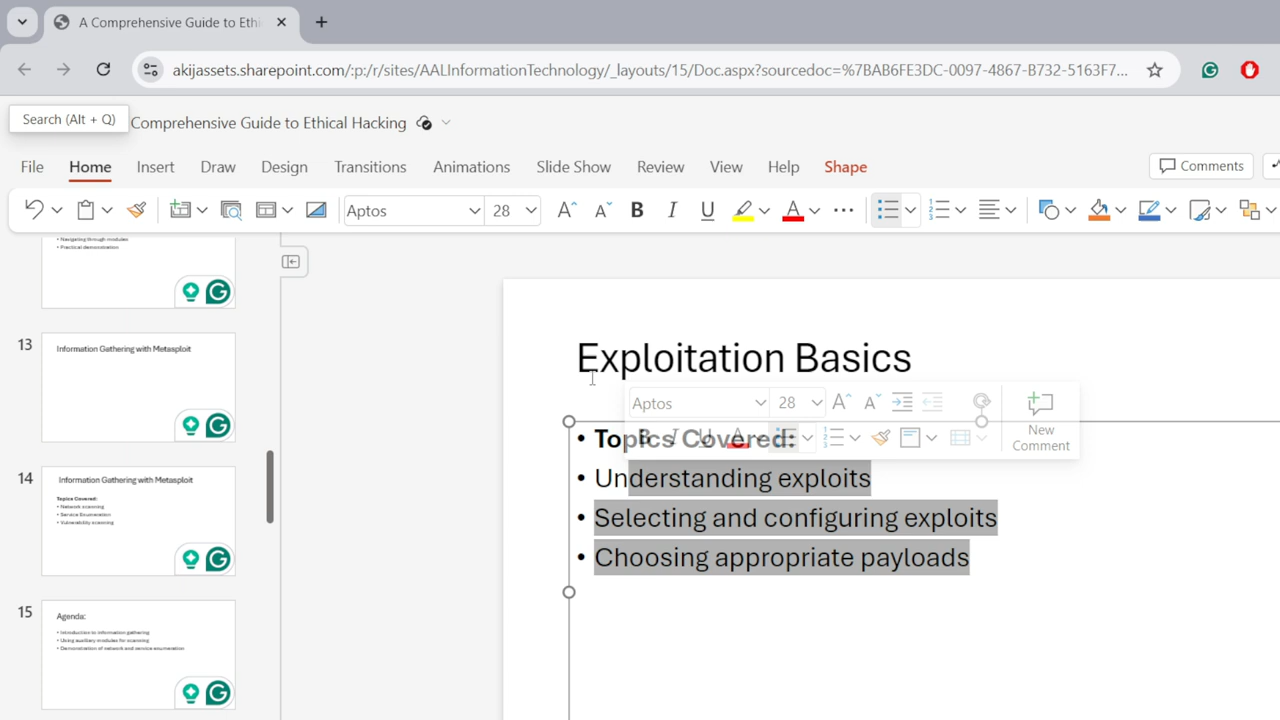 A Comprehensive Guide to Ethi
akijassets.sharepoint.com/:p:/r/sites/AALInformationTechnology/_layouts/15/Doc.aspx?sourcedoc=%7BAB6FE3DC-0097-4867-B732-5163F7...
Search (Alt + Q)
Comprehensive Guide to Ethical Hacking
File Home Insert Draw Design Transitions Animations Slide Show Review View Help Shape
Comments
Aptos 28
• Navigating through modules
• Practical demonstration
13
Information Gathering with Metasploit
14
Information Gathering with Metasploit
Topics Covered:
• Network scanning
• Service Enumeration
• Vulnerability scanning
15
Agenda:
• Introduction to information gathering
• Using auxiliary modules for scanning
• Demonstration of network and service enumeration
Exploitation Basics
Aptos 28
New
Comment
• Topics Covered:
• Understanding exploits
• Selecting and configuring exploits
• Choosing appropriate payloads